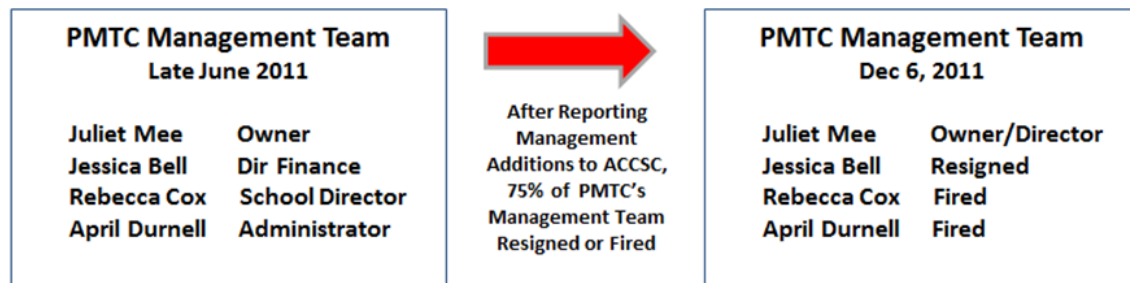 PMTC Management Team
Late June 2011
Juliet Mee Owner
Jessica Bell Dir Finance
Rebecca Cox School Director
April Durnell Administrator
After Reporting
Management
Additions to ACCSC,
75% of PMTC's
Management Team
Resigned or Fired
PMTC Management Team
Dec 6, 2011
Juliet Mee Owner/Director
Jessica Bell Resigned
Rebecca Cox Fired
April Durnell Fired